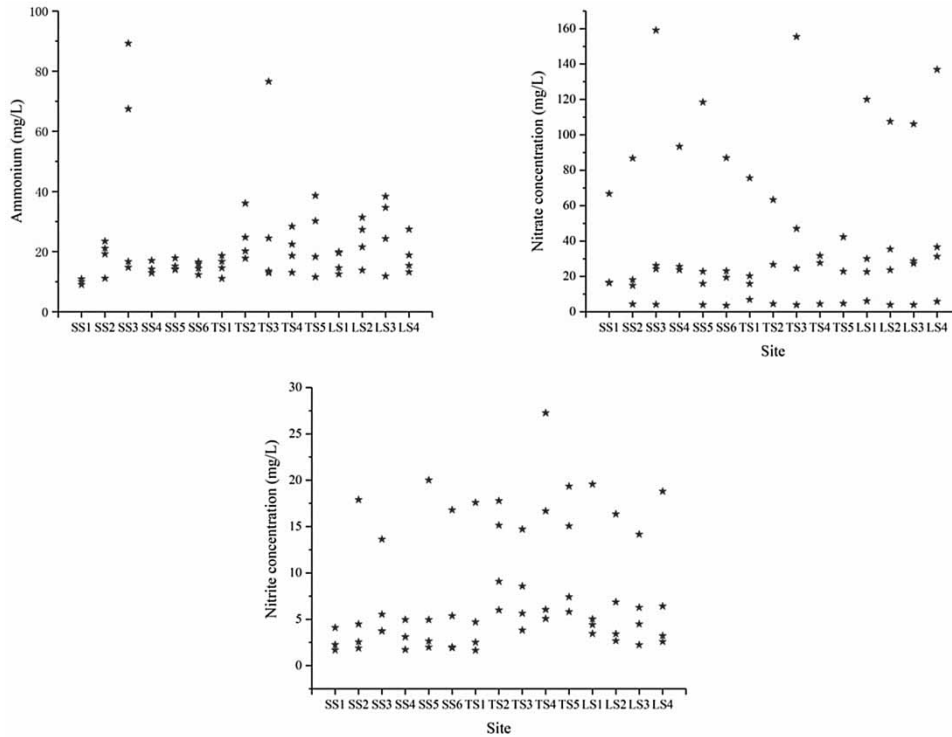 Ammonium (mg/L)
100
80
60
40
20
0
SS1 SS2 SS3 SS4 SS5 SS6 TS1 TS2 TS3 TS4 TS5 LS1 LS2 LS3 LS4
Nitrate concentration (mg/L)
160
140
120
100
80
60
40
20
0
SS1 SS2 SS3 SS4 SS5 SS6 TS1 TS2 TS3 TS4 TS5 LS1 LS2 LS3 LS4
Site
Nitrite concentration (mg/L)
30
25
20
15
10
5
0
SS1 SS2 SS3 SS4 SS5 SS6 TS1 TS2 TS3 TS4 TS5 LS1 LS2 LS3 LS4
Site